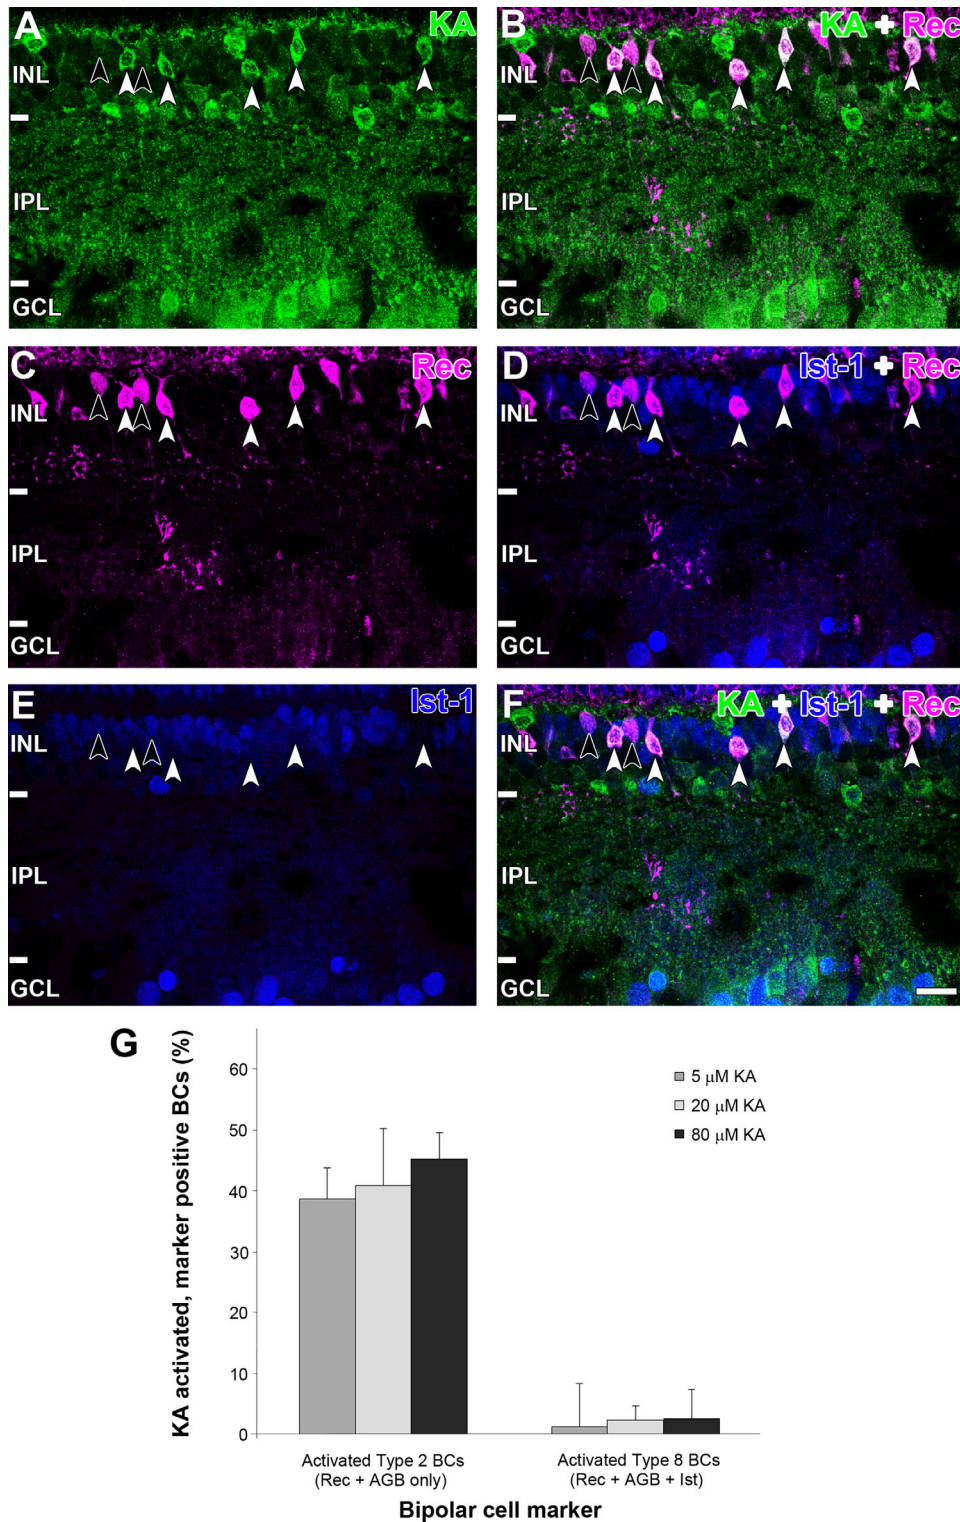 A KA
INL
IPL
GCL
B KA + Rec
INL
IPL
GCL
C Rec
INL
IPL
GCL
D Ist-1 + Rec
INL
IPL
GCL
E Ist-1
INL
IPL
GCL
F KA + Ist-1 + Rec
INL
IPL
GCL
G
KA activated, marker positive BCs (%)
60
50
40
30
20
10
0
5 μM KA
20 μM KA
80 μM KA
Activated Type 2 BCs
(Rec + AGB only)
Activated Type 8 BCs
(Rec + AGB + Ist)
Bipolar cell marker